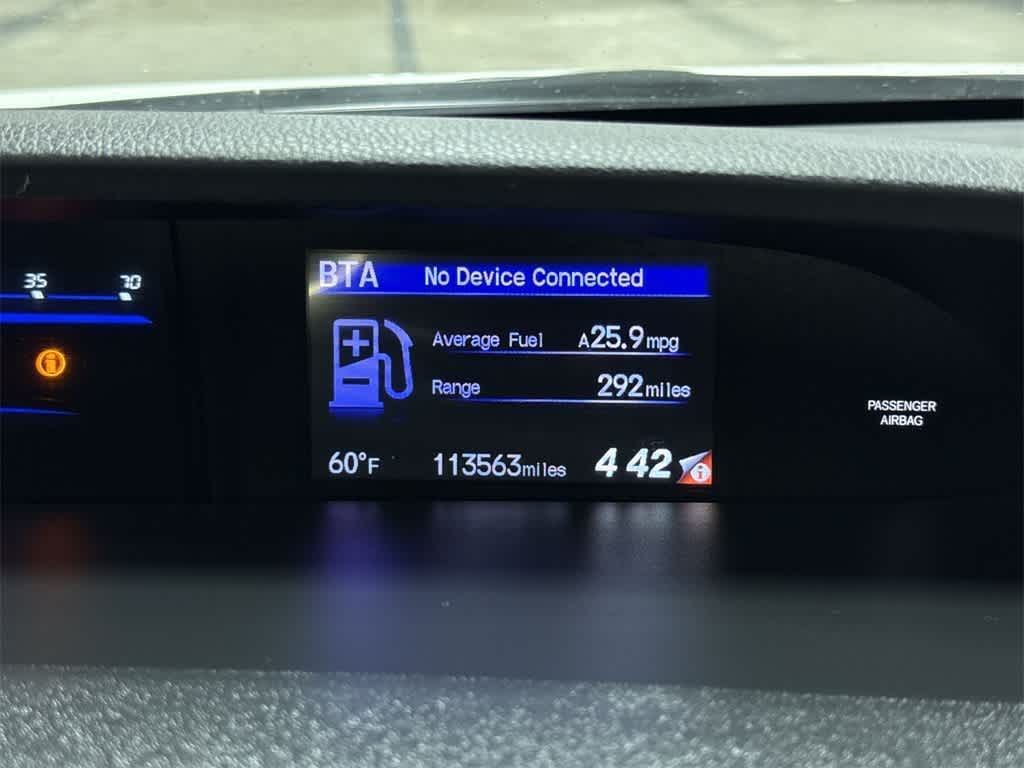 BTA No Device Connected
35 70
Average Fuel A25.9mpg
Range 292miles
PASSENGER
AIRBAG
60°F 113563miles 4 42